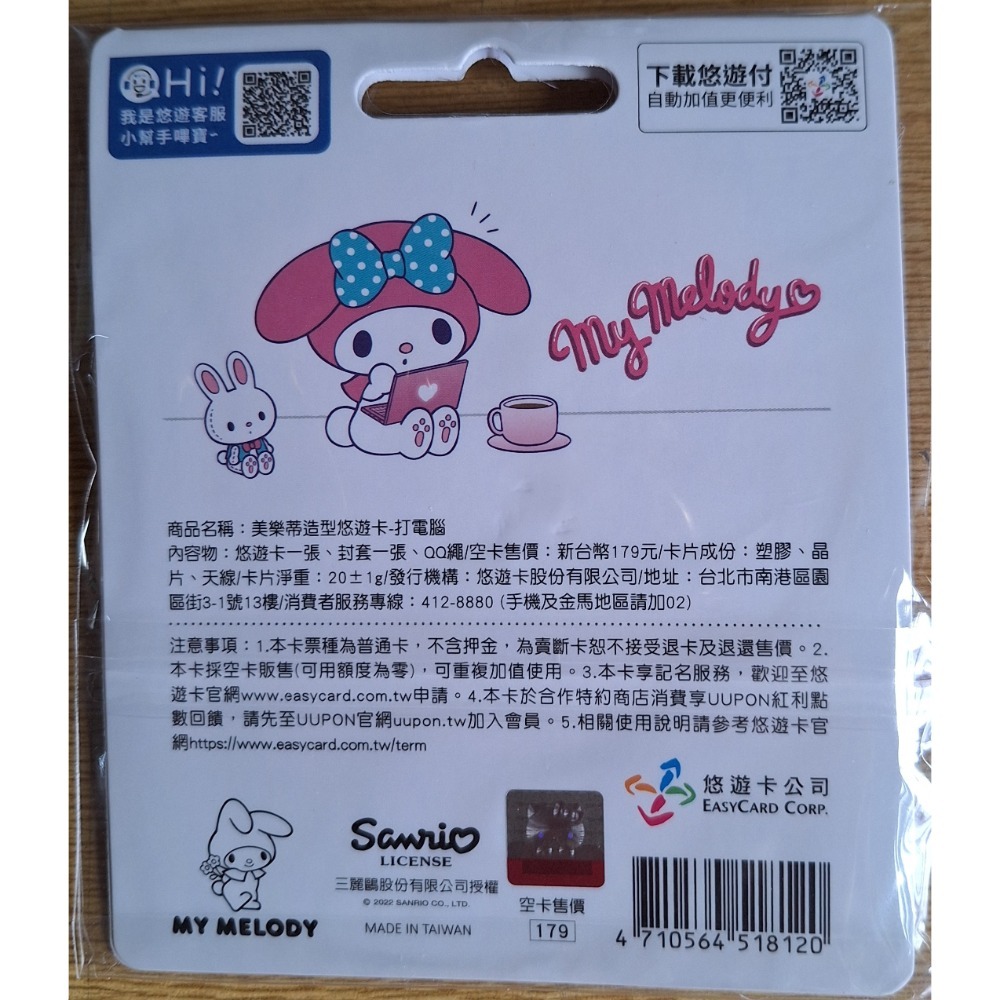 Hi!
我是悠遊客服
小幫手嗶寶~
下載悠遊付
自動加值更便利
My Melody
商品名稱：美樂蒂造型悠遊卡-打電腦
內容物：悠遊卡一張、封套一張、QQ繩/空卡售價：新台幣179元/卡片成份：塑膠、晶
片、天線/卡片淨重：20±1g/發行機構：悠遊卡股份有限公司/地址：台北市南港區園
區街3-1號13樓/消費者服務專線：412-8880 (手機及金馬地區請加02)
注意事項：1.本卡票種為普通卡，不含押金，為賣斷卡恕不接受退卡及退還售價。2.
本卡採空卡販售(可用額度為零)，可重複加值使用。3.本卡享記名服務，歡迎至悠
遊卡官網www.easycard.com.tw申請。4.本卡於合作特約商店消費享UUPON紅利點
數回饋，請先至UUPON官網uupon.tw加入會員。5.相關使用說明請參考悠遊卡官
網https://www.easycard.com.tw/term
悠遊卡公司
EASYCARD CORP.
MY MELODY
Sanrio
LICENSE
三麗鷗股份有限公司授權
© 2022 SANRIO CO., LTD.
MADE IN TAIWAN
空卡售價
179
4 710564 518120